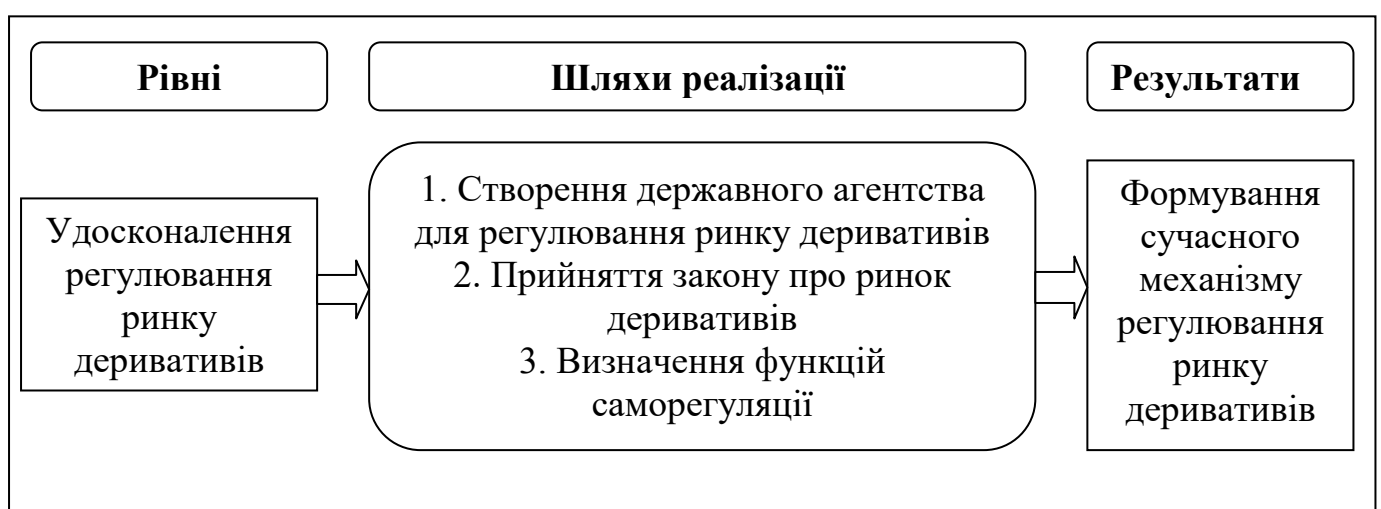 Рівні
Шляхи реалізації
Результати
Удосконалення
регулювання
ринку
деривативів
1. Створення державного агентства
для регулювання ринку деривативів
2. Прийняття закону про ринок
деривативів
3. Визначення функцій
саморегуляції
Формування
сучасного
механізму
регулювання
ринку
деривативів